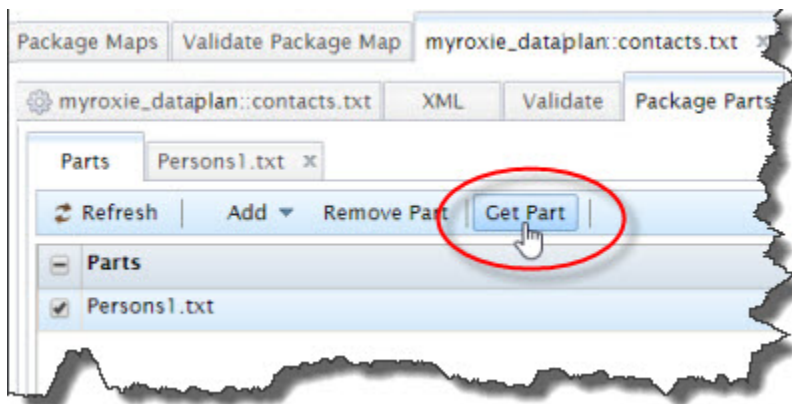 Package Maps Validate Package Map myroxie_dataplan::contacts.txt x
myroxie_dataplan::contacts.txt XML Validate Package Parts
Parts Persons1.txt x
Refresh Add Remove Part Get Part
Parts
Persons1.txt